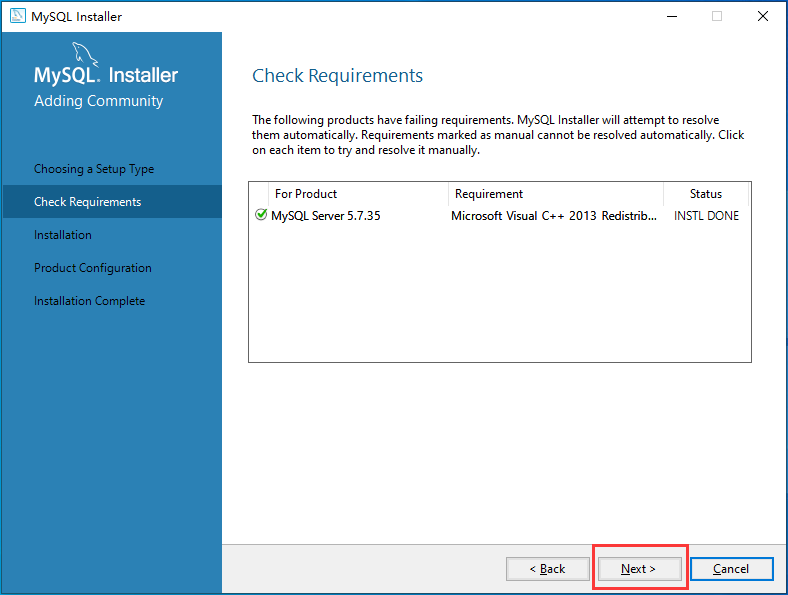 MySQL Installer
MySQL. Installer
Adding Community
Choosing a Setup Type
Check Requirements
Installation
Product Configuration
Installation Complete
Check Requirements
The following products have failing requirements. MySQL Installer will attempt to resolve
them automatically. Requirements marked as manual cannot be resolved automatically. Click
on each item to try and resolve it manually.
For Product Requirement Status
MySQL Server 5.7.35 Microsoft Visual C++ 2013 Redistrib... INSTL DONE
< Back Next > Cancel